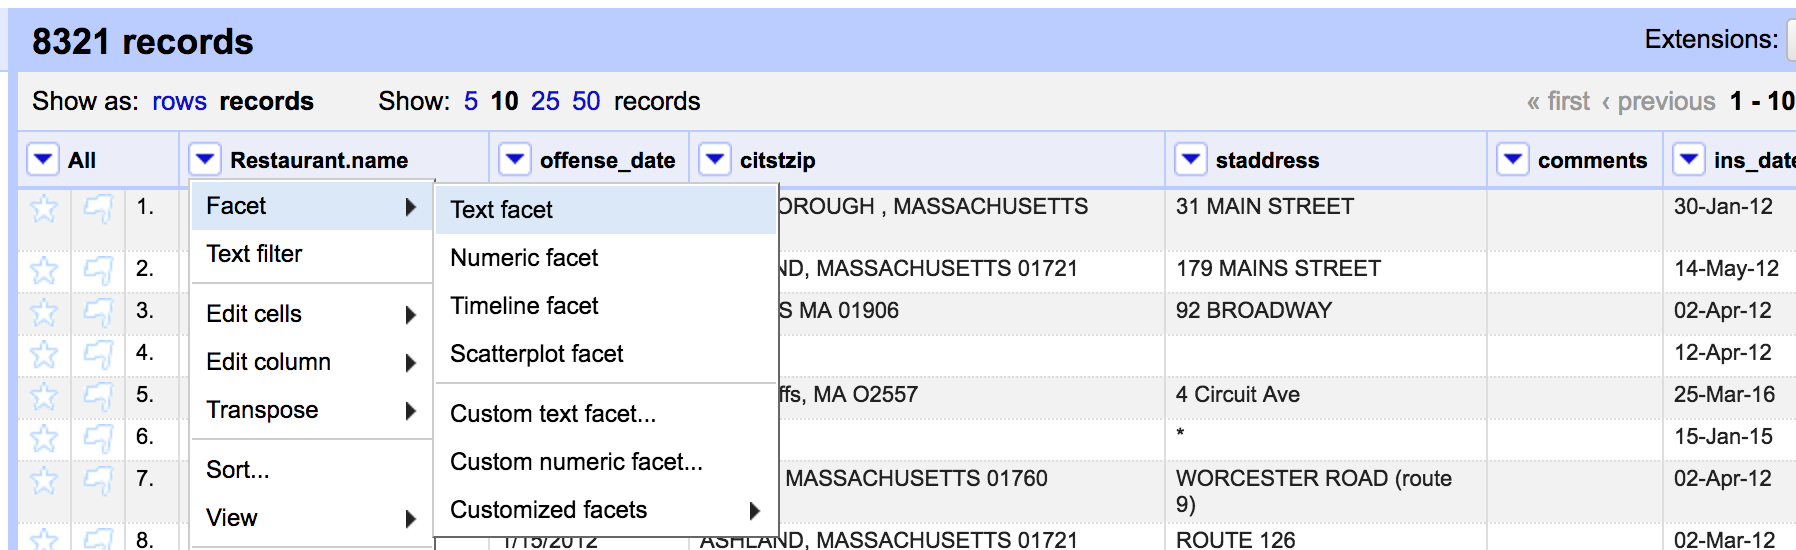 8321 records
Extensions:
Show as: rows records Show: 5 10 25 50 records « first ‹ previous 1 - 10
All Restaurant.name offense_date citstzip staddress comments
Facet
Text filter
Edit cells
Edit column
Transpose
Sort...
View
Text facet
Numeric facet
Timeline facet
Scatterplot facet
Custom text facet...
Custom numeric facet...
Customized facets
1. , MASSACHUSETTS 31 MAIN STREET 30-Jan-12
2. MASSACHUSETTS 01721 179 MAINS STREET 14-May-12
3. MA 01906 92 BROADWAY 02-Apr-12
4. 12-Apr-12
5. MA O2557 4 Circuit Ave 25-Mar-16
6. * 15-Jan-15
7. MASSACHUSETTS 01760 WORCESTER ROAD (route 02-Apr-12
9)
8. 1/15/2012 ASHLAND, MASSACHUSETTS 01721 ROUTE 126 02-Mar-12